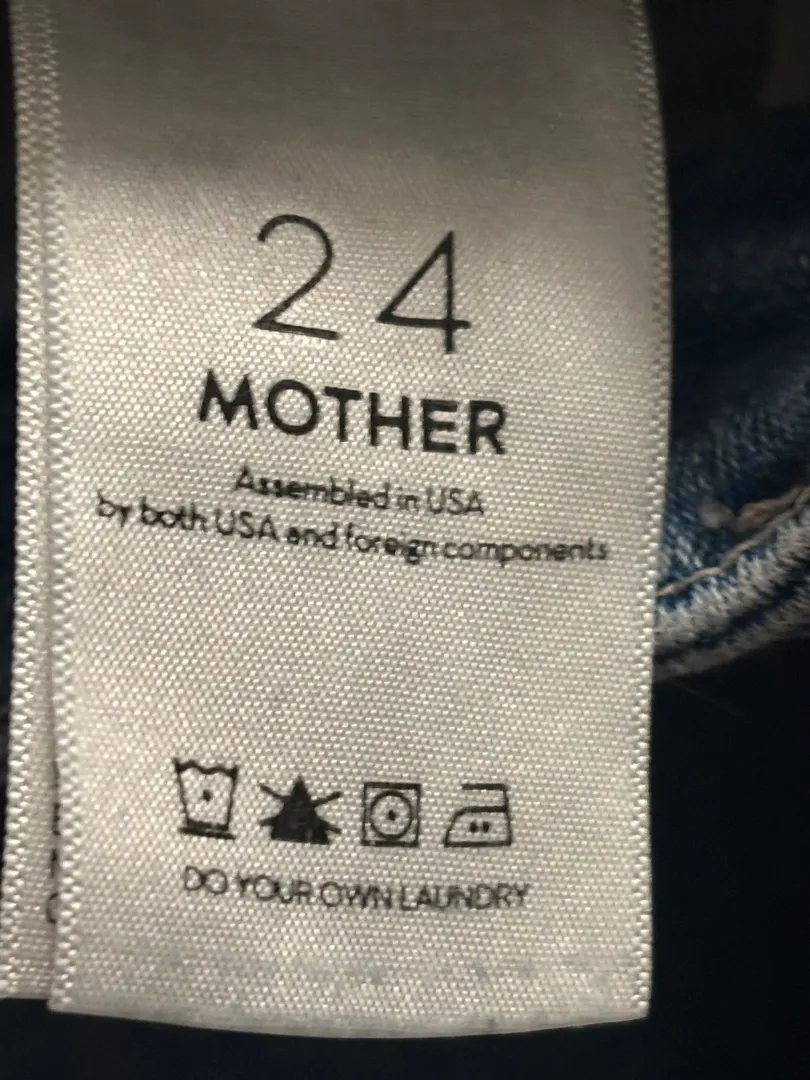 24
MOTHER
Assembled in USA
by both USA and foreign components
DO YOUR OWN LAUNDRY